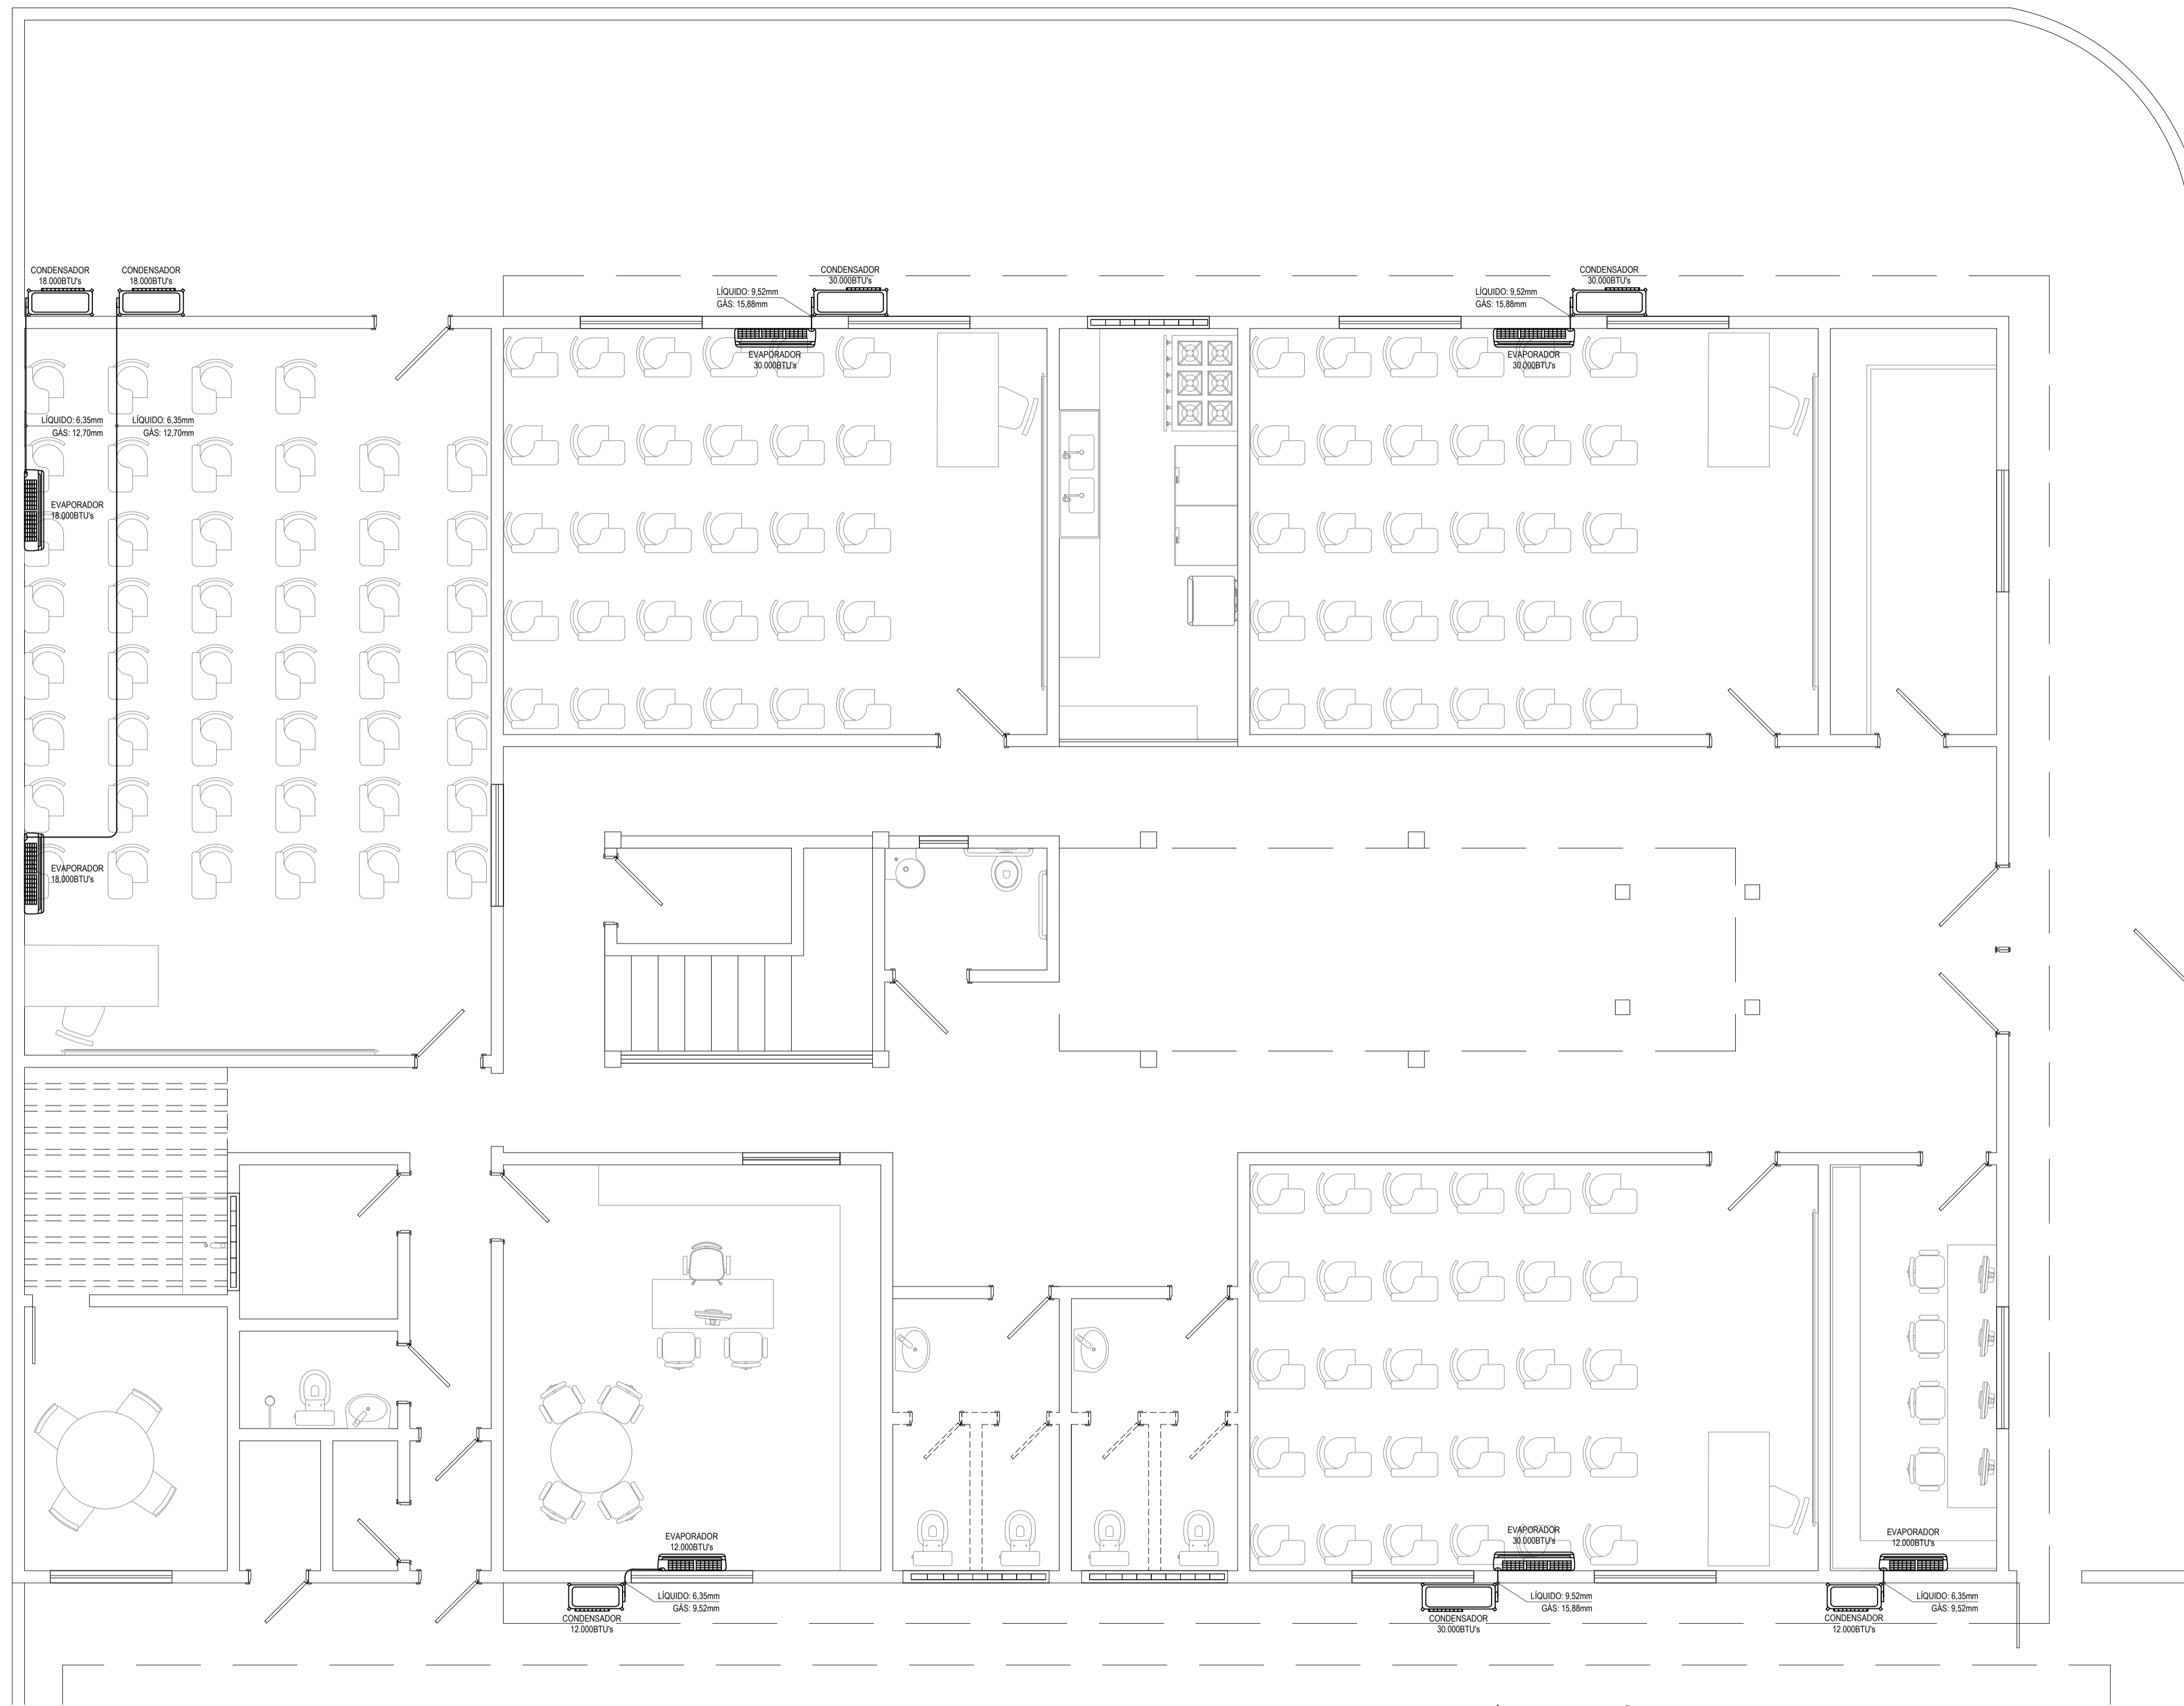 CONDENSADOR
18.000BTU's
CONDENSADOR
18.000BTU's
CONDENSADOR
30.000BTU's
LÍQUIDO: 9,52mm
GÁS: 15,88mm
CONDENSADOR
30.000BTU's
LÍQUIDO: 9,52mm
GÁS: 15,88mm
EVAPORADOR
30.000BTU's
EVAPORADOR
30.000BTU's
LÍQUIDO: 6,35mm
GÁS: 12,70mm
LÍQUIDO: 6,35mm
GÁS: 12,70mm
EVAPORADOR
18.000BTU's
EVAPORADOR
18.000BTU's
EVAPORADOR
12.000BTU's
LÍQUIDO: 6,35mm
GÁS: 9,52mm
CONDENSADOR
12.000BTU's
EVAPORADOR
30.000BTU's
LÍQUIDO: 9,52mm
GÁS: 15,88mm
CONDENSADOR
30.000BTU's
EVAPORADOR
12.000BTU's
LÍQUIDO: 6,35mm
GÁS: 9,52mm
CONDENSADOR
12.000BTU's